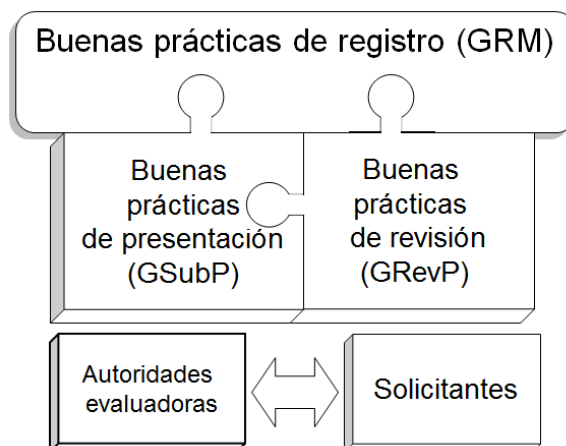 Buenas prácticas de registro (GRM)
Buenas
prácticas
de presentación
(GSubP)
Buenas
prácticas
de revisión
(GRevP)
Autoridades
evaluadoras
Solicitantes